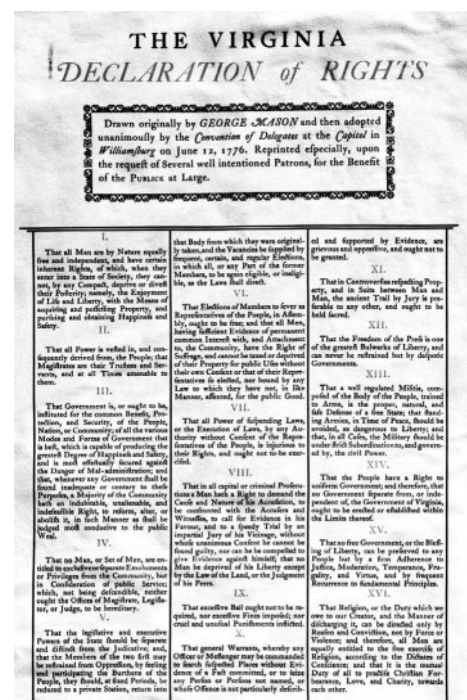 THE VIRGINIA
DECLARATION of RIGHTS
Drawn originally by GEORGE MASON and then adopted
unanimouſly by the Convention of Delegates at the Capitol in
Williamſburg on June 12, 1776. Reprinted eſpecially, upon
the requeſt of Several well intentioned Patrons, for the Benefit
of the PUBLICK at Large.
I.
That all Men are by Nature equally
free and independent, and have certain
inherent Rights, of which, when they
enter into a State of Society, they can-
not, by any Compact, deprive or diveſt
their Poſterity; namely, the Enjoyment
of Life and Liberty, with the Means of
acquiring and poſſeſſing Property, and
purſuing and obtaining Happineſs and
Safety.
II.
That all Power is veſted in, and con-
ſequently derived from, the People; that
Magiſtrates are their Truſtees and Ser-
vants, and at all Times amenable to
them.
III.
That Government is, or ought to be,
inſtituted for the common Benefit, Pro-
tection, and Security, of the People,
Nation, or Community; of all the various
Modes and Forms of Government that
is beſt, which is capable of producing the
greateſt Degree of Happineſs and Safety,
and is moſt effectually ſecured againſt
the Danger of Mal-adminiſtration; and
that, whenever any Government ſhall be
found inadequate or contrary to theſe
Purpoſes, a Majority of the Community
hath an indubitable, unalienable, and
indefeaſible Right, to reform, alter, or
aboliſh it, in ſuch Manner as ſhall be
judged moſt conducive to the public
Weal.
IV.
That no Man, or Set of Men, are en-
titled to excluſive or ſeparate Emoluments
or Privileges from the Community, but
in Conſideration of public Services;
which, not being deſcendible, neither
ought the Offices of Magiſtrate, Legiſla-
tor, or Judge, to be hereditary.
V.
That the legiſlative and executive
Powers of the State ſhould be ſeparate
and diſtinct from the Judicative; and,
that the Members of the two firſt may
be reſtrained from Oppreſſion, by feeling
and participating the Burthens of the
People, they ſhould, at fixed Periods, be
reduced to a private Station, return into
that Body from which they were original-
ly taken, and the Vacancies be ſupplied by
frequent, certain, and regular Elections,
in which all, or any Part of the former
Members, to be again eligible, or ineligi-
ble, as the Laws ſhall direct.
VI.
That Elections of Members to ſerve as
Repreſentatives of the People, in Aſſem-
bly, ought to be free; and that all Men,
having ſufficient Evidence of permanent
common Intereſt with, and Attachment
to, the Community, have the Right of
Suffrage, and cannot be taxed or deprived
of their Property for public Uſes without
their own Conſent or that of their Repre-
ſentatives ſo elected, nor bound by any
Law to which they have not, in like
Manner, aſſented, for the public Good.
VII.
That all Power of ſuſpending Laws,
or the Execution of Laws, by any Au-
thority without Conſent of the Repre-
ſentatives of the People, is injurious to
their Rights, and ought not to be exer-
ciſed.
VIII.
That in all capital or criminal Proſecu-
tions a Man hath a Right to demand the
Cauſe and Nature of his Accuſation, to
be confronted with the Accuſers and
Witneſſes, to call for Evidence in his
Favour, and to a ſpeedy Trial by an
impartial Jury of his Vicinage, without
whoſe unanimous Conſent he cannot be
found guilty, nor can he be compelled to
give Evidence againſt himſelf; that no
Man be deprived of his Liberty except
by the Law of the Land, or the Judgment
of his Peers.
IX.
That exceſſive Bail ought not to be re-
quired, nor exceſſive Fines impoſed; nor
cruel and unuſual Puniſhments inflicted.
X.
That general Warrants, whereby any
Officer or Meſſenger may be commanded
to ſearch ſuſpected Places without Evi-
dence of a Fact committed, or to ſeize
any Perſon or Perſons not named, or
whoſe Offence is not particularly deſcrib-
ed and ſupported by Evidence, are
grievous and oppreſſive, and ought not to
be granted.
XI.
That in Controverſies reſpecting Prop-
erty, and in Suits between Man and
Man, the ancient Trial by Jury is pre-
ferable to any other, and ought to be
held ſacred.
XII.
That the Freedom of the Preſs is one
of the greateſt Bulwarks of Liberty, and
can never be reſtrained but by deſpotic
Governments.
XIII.
That a well regulated Militia, com-
poſed of the Body of the People, trained
to Arms, is the proper, natural, and
ſafe Defenſe of a free State; that ſtand-
ing Armies, in Time of Peace, ſhould be
avoided, as dangerous to Liberty; and
that, in all Caſes, the Military ſhould be
under ſtrict Subordination to, and govern-
ed by, the civil Power.
XIV.
That the People have a Right to
uniform Government; and therefore, that
no Government ſeparate from, or inde-
pendent of, the Government of Virginia,
ought to be erected or eſtabliſhed within
the Limits thereof.
XV.
That no free Government, or the Bleſſ-
ing of Liberty, can be preſerved to any
People but by a firm Adherence to
Juſtice, Moderation, Temperance, Fru-
gality, and Virtue, and by frequent
Recurrence to fundamental Principles.
XVI.
That Religion, or the Duty which we
owe to our Creator, and the Manner of
diſcharging it, can be directed only by
Reaſon and Conviction, not by Force or
Violence; and therefore, all Men are
equally entitled to the free exerciſe of
Religion, according to the Dictates of
Conſcience; and that it is the mutual
Duty of all to practiſe Chriſtian For-
bearance, Love, and Charity, towards
each other.